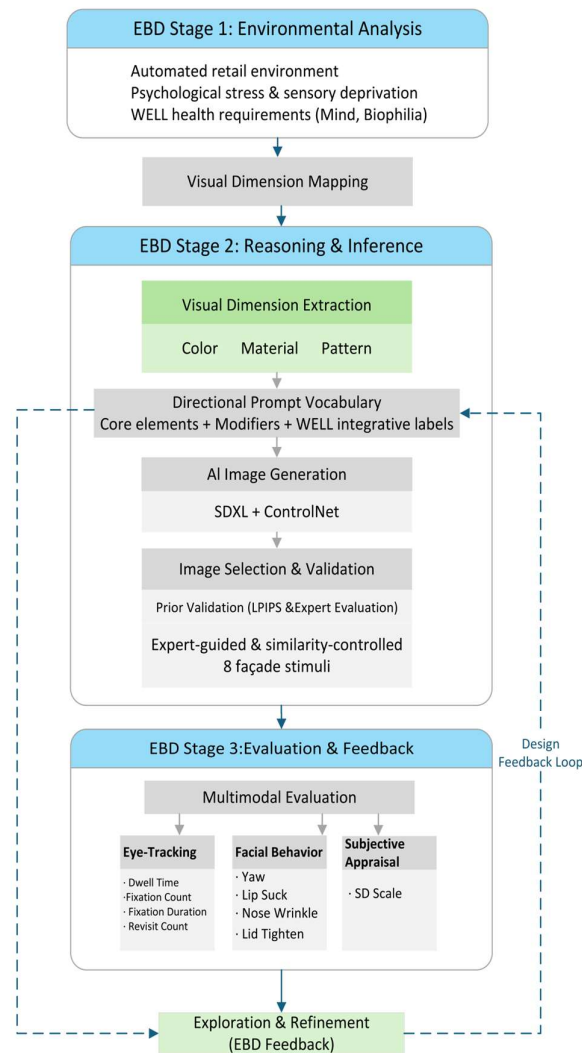 EBD Stage 1: Environmental Analysis
Automated retail environment
Psychological stress & sensory deprivation
WELL health requirements (Mind, Biophilia)
Visual Dimension Mapping
EBD Stage 2: Reasoning & Inference
Visual Dimension Extraction
Color Material Pattern
Directional Prompt Vocabulary
Core elements + Modifiers + WELL integrative labels
AI Image Generation
SDXL + ControlNet
Image Selection & Validation
Prior Validation (LPIPS &Expert Evaluation)
Expert-guided & similarity-controlled
8 façade stimuli
EBD Stage 3:Evaluation & Feedback
Multimodal Evaluation
Eye-Tracking
· Dwell Time
·Fixation Count
· Fixation Duration
· Revisit Count
Facial Behavior
· Yaw
· Lip Suck
· Nose Wrinkle
· Lid Tighten
Subjective
Appraisal
· SD Scale
Design
Feedback Loop
Exploration & Refinement
(EBD Feedback)